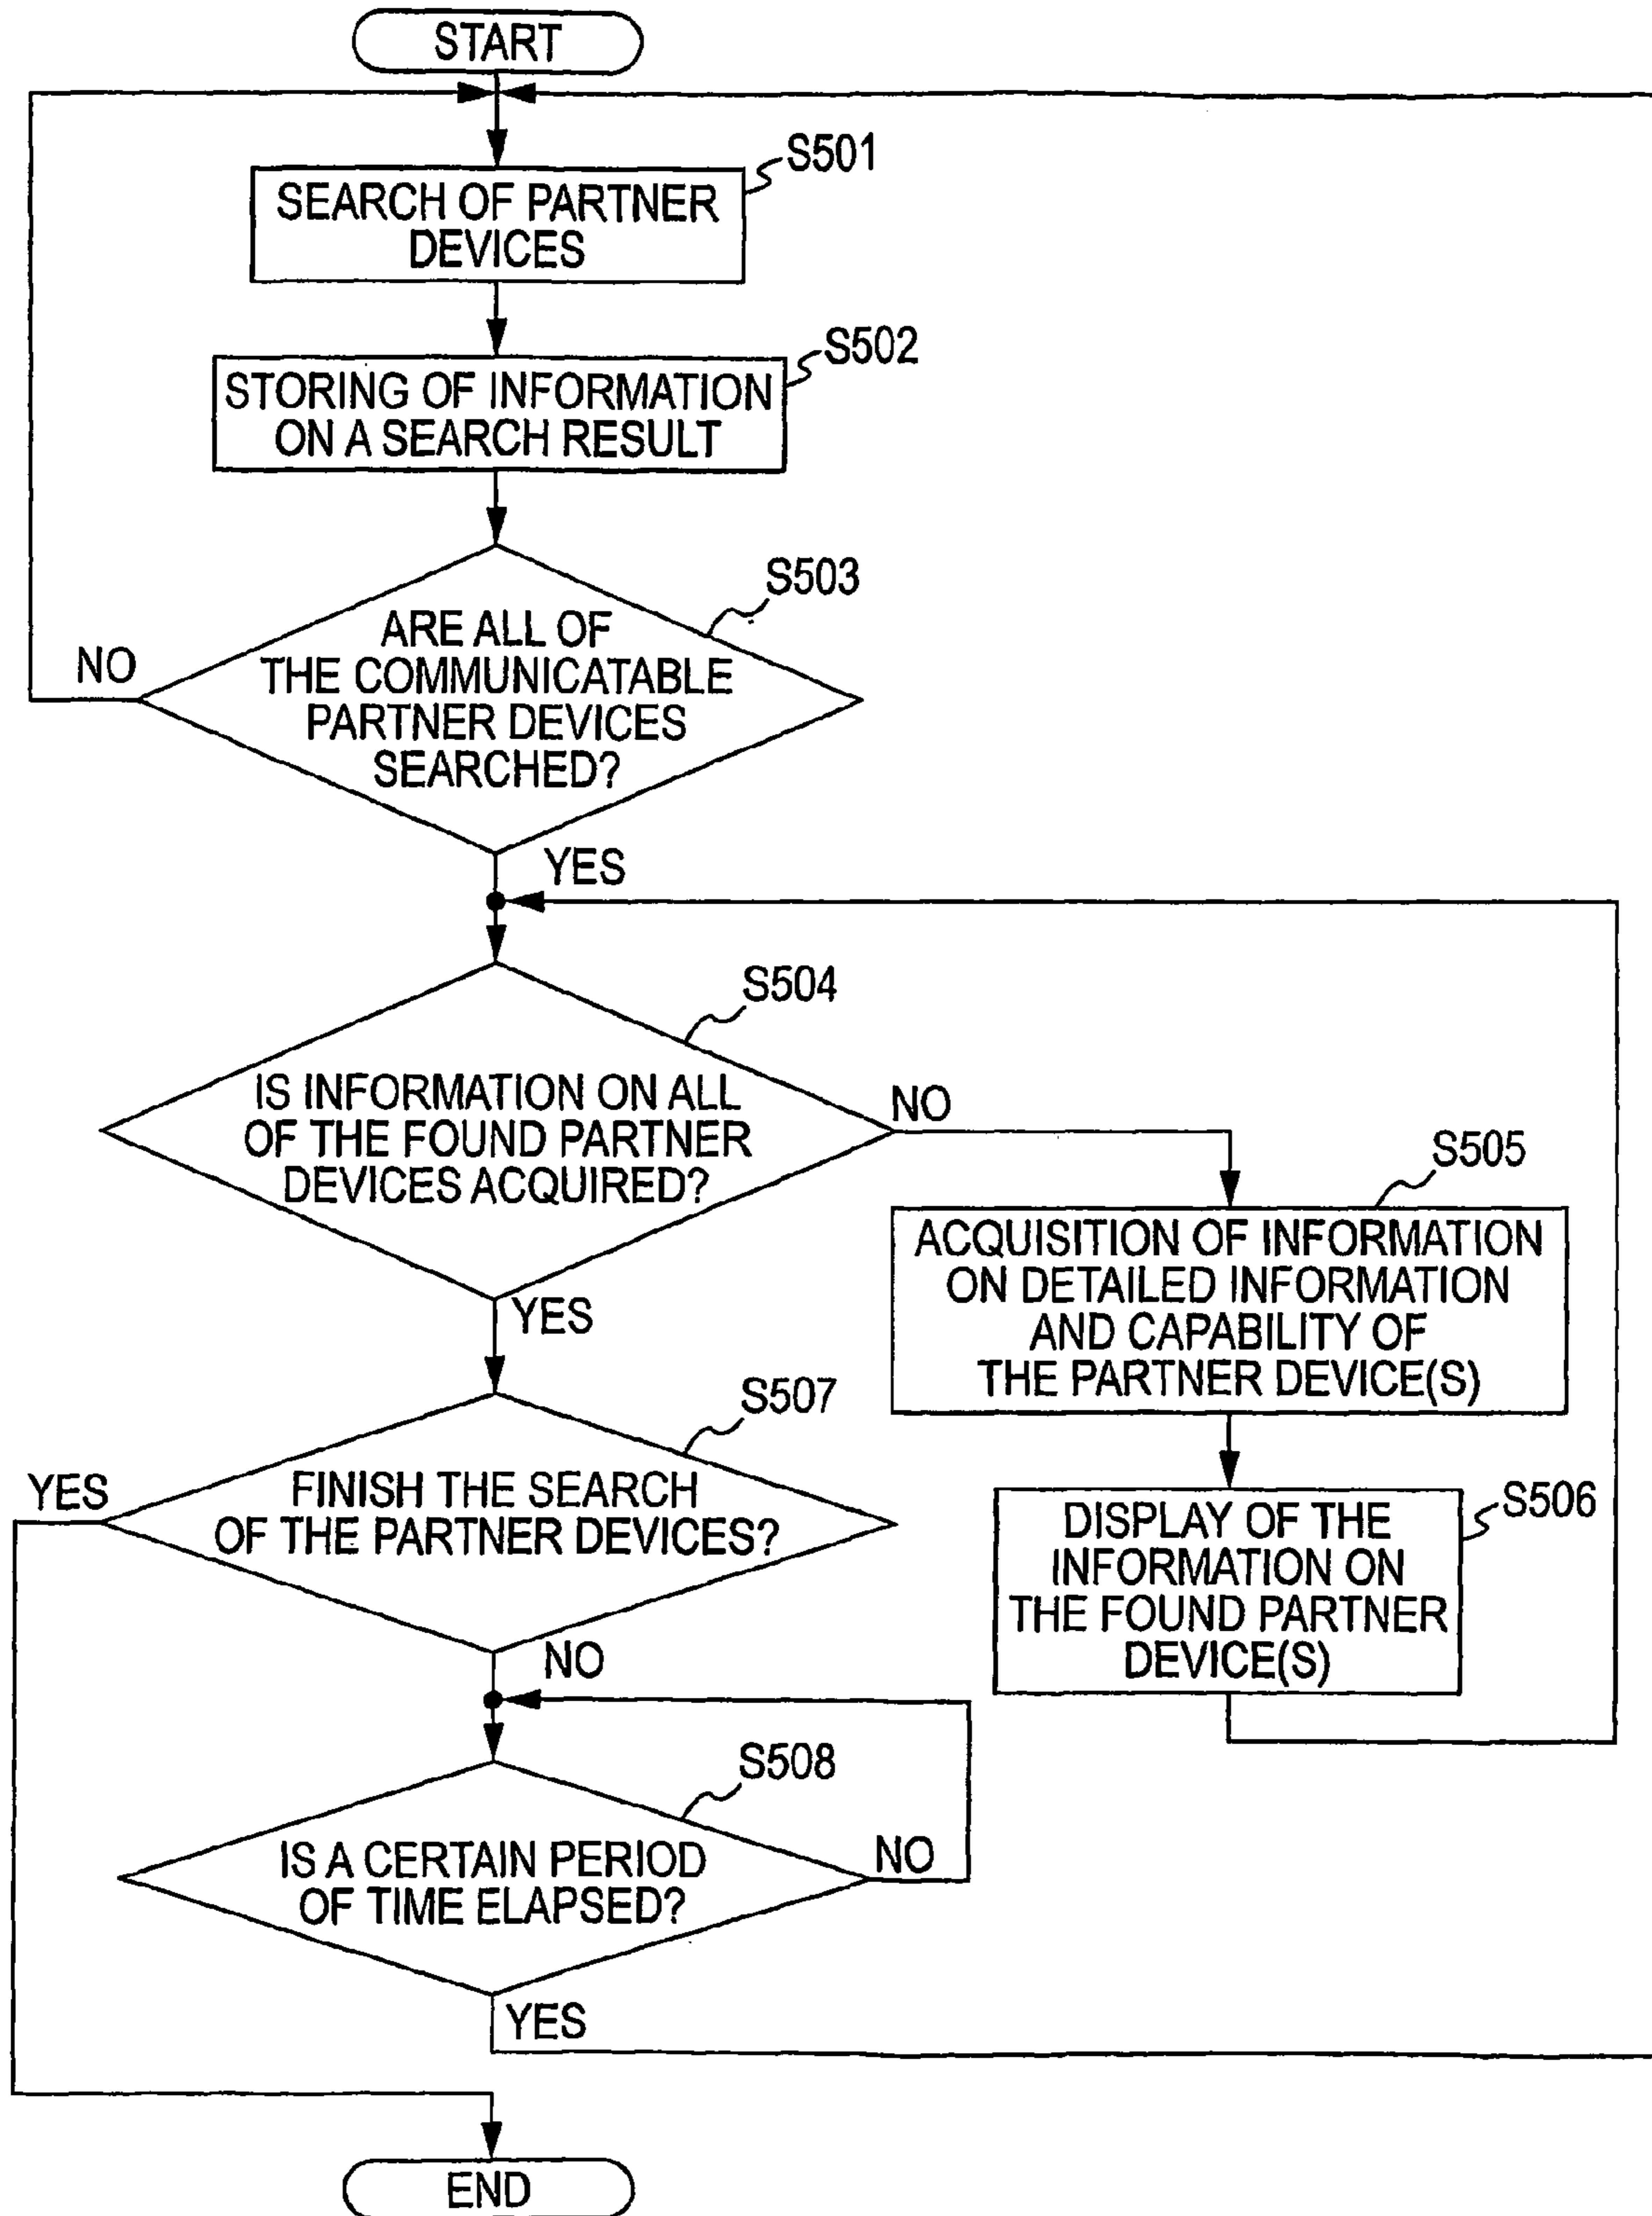 START
S501
SEARCH OF PARTNER
DEVICES
S502
STORING OF INFORMATION
ON A SEARCH RESULT
S503
ARE ALL OF
THE COMMUNICATABLE
PARTNER DEVICES
SEARCHED?
NO
YES
S504
IS INFORMATION ON ALL
OF THE FOUND PARTNER
DEVICES ACQUIRED?
NO
YES
S505
ACQUISITION OF INFORMATION
ON DETAILED INFORMATION
AND CAPABILITY OF
THE PARTNER DEVICE(S)
S506
DISPLAY OF THE
INFORMATION ON
THE FOUND PARTNER
DEVICE(S)
S507
FINISH THE SEARCH
OF THE PARTNER DEVICES?
YES
NO
S508
IS A CERTAIN PERIOD
OF TIME ELAPSED?
NO
YES
END